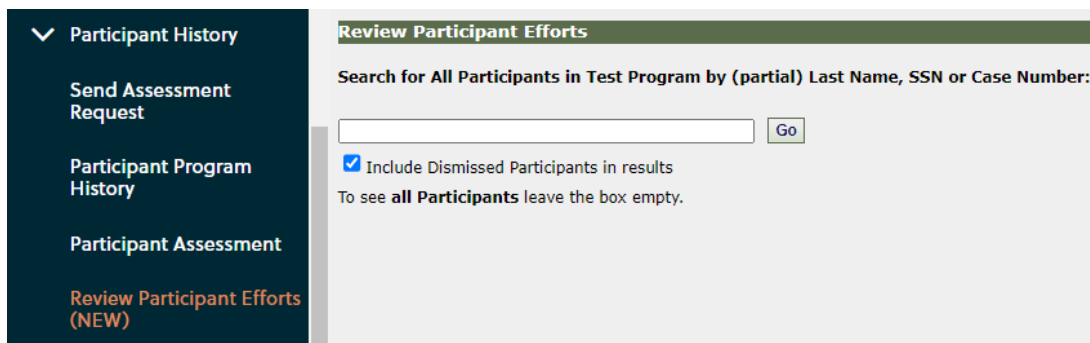 Participant History
Send Assessment
Request
Participant Program
History
Participant Assessment
Review Participant Efforts
(NEW)
Review Participant Efforts
Search for All Participants in Test Program by (partial) Last Name, SSN or Case Number:
Go
Include Dismissed Participants in results
To see all Participants leave the box empty.